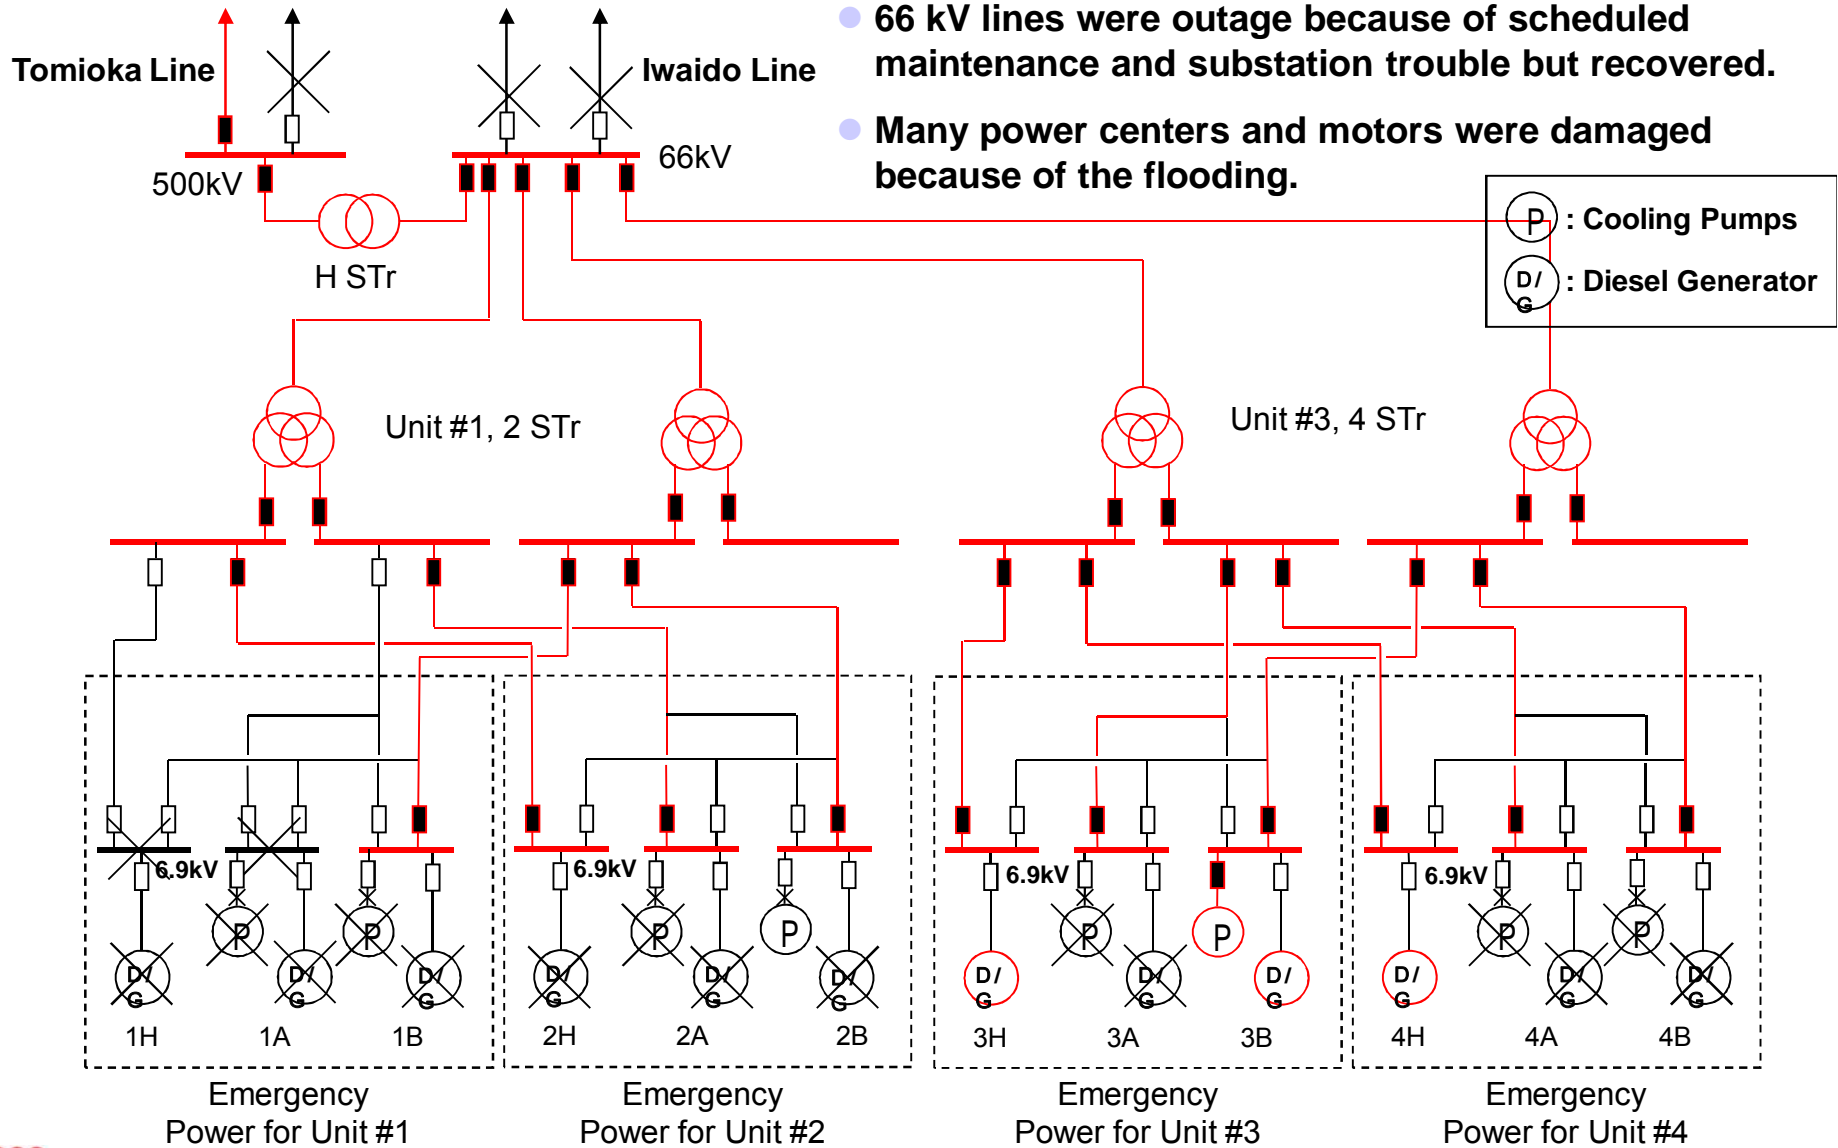 66 kV lines were outage because of scheduled
maintenance and substation trouble but recovered.
Many power centers and motors were damaged
because of the flooding.
Tomioka Line
Iwaido Line
500kV
66kV
H STr
P : Cooling Pumps
D/
G : Diesel Generator
Unit #1, 2 STr
Unit #3, 4 STr
6.9kV
6.9kV
6.9kV
6.9kV
P
P
P
P
P
P
P
P
D/
G
D/
G
D/
G
D/
G
D/
G
D/
G
D/
G
D/
G
D/
G
D/
G
D/
G
D/
G
1H
1A
1B
2H
2A
2B
3H
3A
3B
4H
4A
4B
Emergency
Power for Unit #1
Emergency
Power for Unit #2
Emergency
Power for Unit #3
Emergency
Power for Unit #4